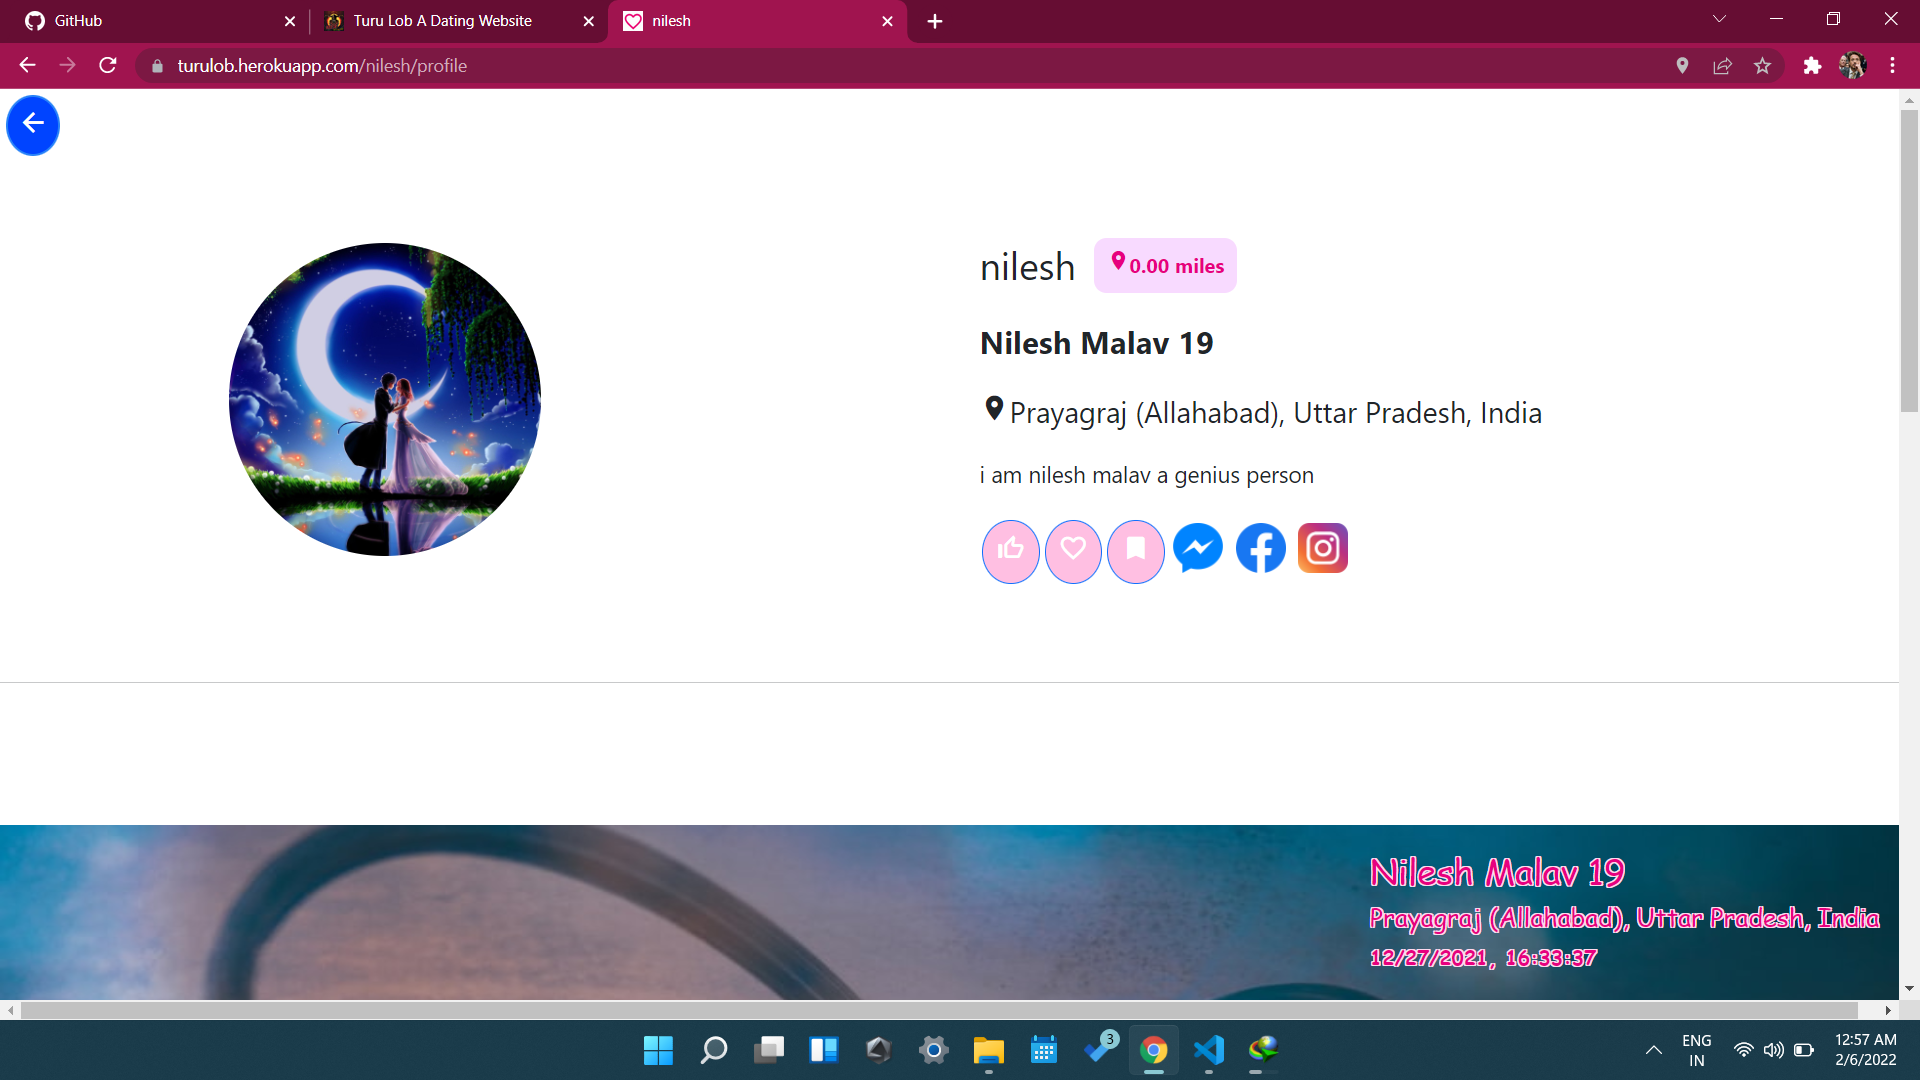 GitHub
Turu Lob A Dating Website
nilesh
turulob.herokuapp.com/nilesh/profile
nilesh
0.00 miles
Nilesh Malav 19
Prayagraj (Allahabad), Uttar Pradesh, India
i am nilesh malav a genius person
Nilesh Malav 19
Prayagraj (Allahabad), Uttar Pradesh, India
12/27/2021, 16:33:37
3
ENG
IN
12:57 AM
2/6/2022